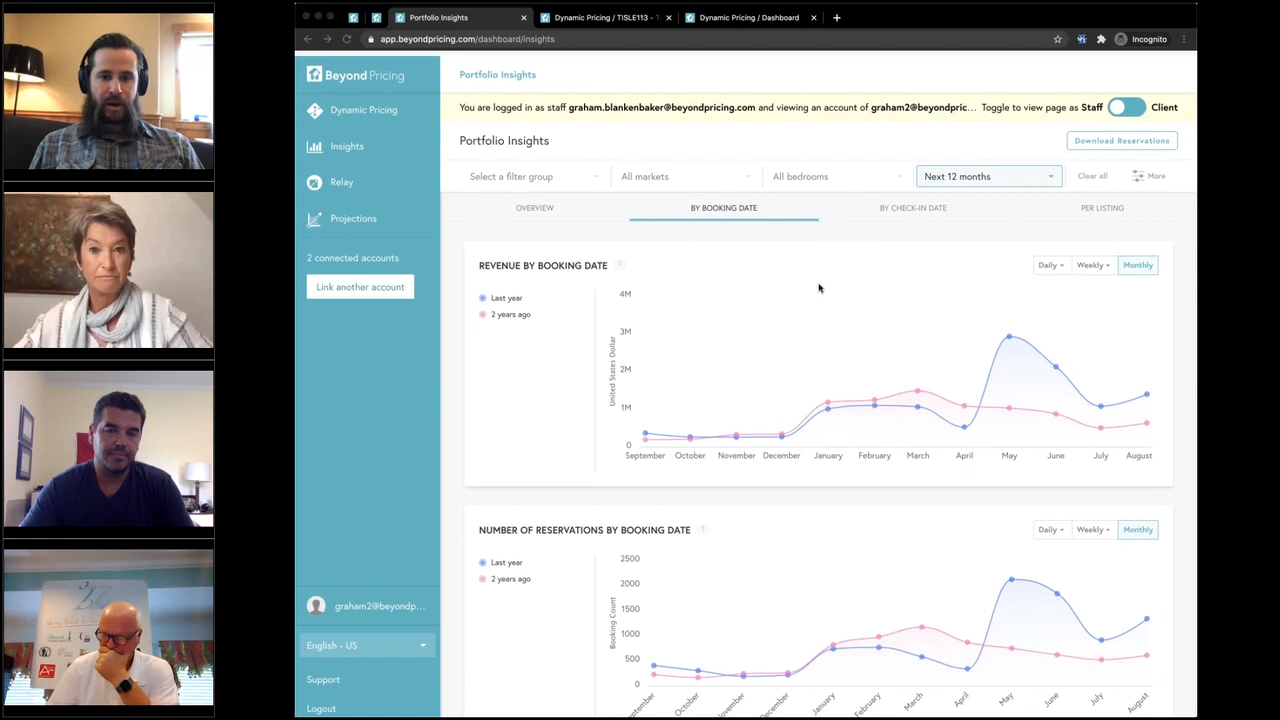 Portfolio Insights
Dynamic Pricing / TISLE113 - T
Dynamic Pricing / Dashboard
app.beyondpricing.com/dashboard/insights
Incognito
BeyondPricing
Dynamic Pricing
Insights
Relay
Projections
2 connected accounts
Link another account
graham2@beyondp...
English - US
Support
Logout
Portfolio Insights
You are logged in as staff graham.blankenbaker@beyondpricing.com and viewing an account of graham2@beyondpric... Toggle to view page as Staff Client
Portfolio Insights
Download Reservations
Select a filter group All markets All bedrooms Next 12 months Clear all More
OVERVIEW BY BOOKING DATE BY CHECK-IN DATE PER LISTING
REVENUE BY BOOKING DATE ?
Daily Weekly Monthly
Last year
2 years ago
United States Dollar
4M
3M
2M
1M
0
September October November December January February March April May June July August
NUMBER OF RESERVATIONS BY BOOKING DATE ?
Daily Weekly Monthly
Last year
2 years ago
Booking Count
2500
2000
1500
1000
500
0
eptember October November December January February March April May June July August